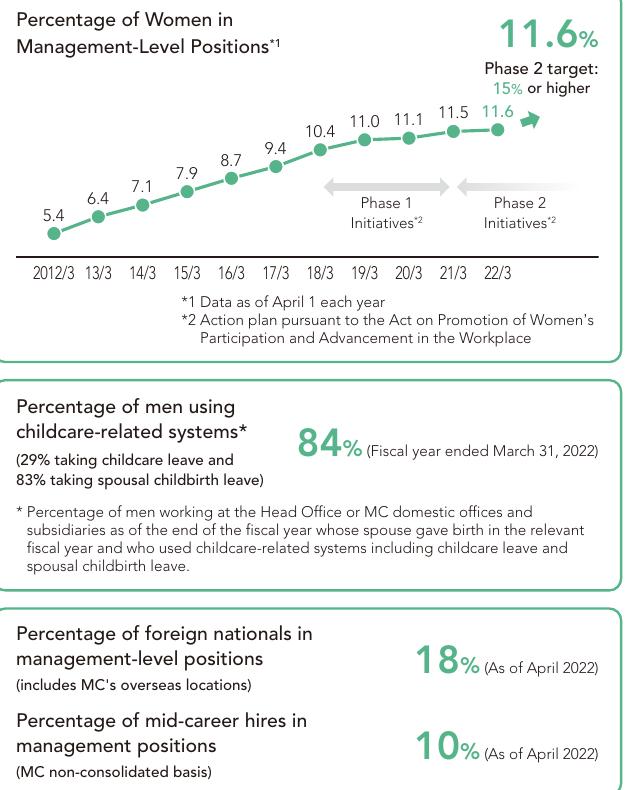 Percentage of Women in
Management-Level Positions*1
11.6%
Phase 2 target:
15% or higher
5.4 6.4 7.1 7.9 8.7 9.4 10.4 11.0 11.1 11.5 11.6
Phase 1
Initiatives*2
Phase 2
Initiatives*2
2012/3 13/3 14/3 15/3 16/3 17/3 18/3 19/3 20/3 21/3 22/3
*1 Data as of April 1 each year
*2 Action plan pursuant to the Act on Promotion of Women's
Participation and Advancement in the Workplace
Percentage of men using
childcare-related systems*
(29% taking childcare leave and
83% taking spousal childbirth leave)
84% (Fiscal year ended March 31, 2022)
* Percentage of men working at the Head Office or MC domestic offices and
subsidiaries as of the end of the fiscal year whose spouse gave birth in the relevant
fiscal year and who used childcare-related systems including childcare leave and
spousal childbirth leave.
Percentage of foreign nationals in
management-level positions
(includes MC's overseas locations)
18% (As of April 2022)
Percentage of mid-career hires in
management positions
(MC non-consolidated basis)
10% (As of April 2022)